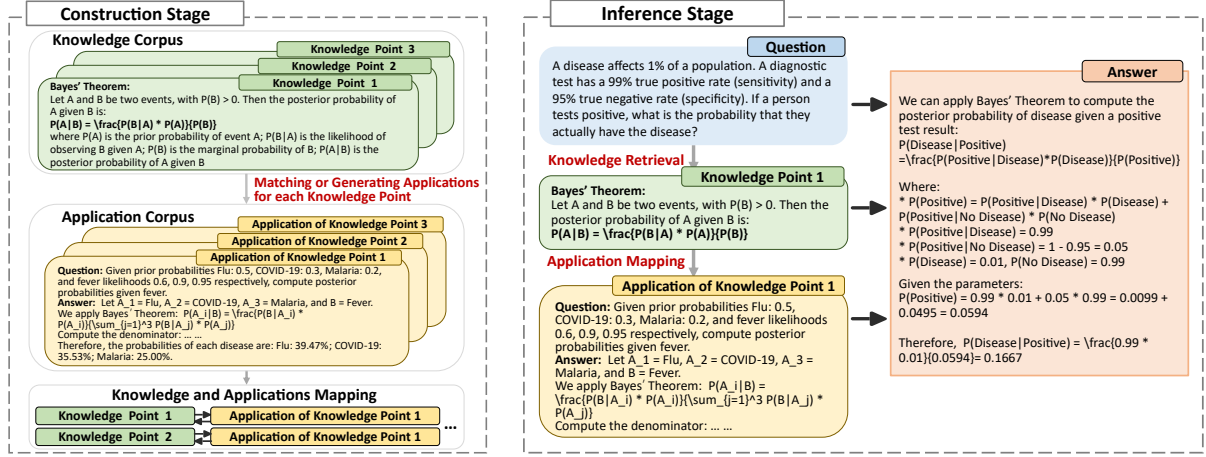 Construction Stage
Knowledge Corpus
Knowledge Point 3
Knowledge Point 2
Knowledge Point 1
Bayes' Theorem:
Let A and B be two events, with P(B) > 0. Then the posterior probability of
A given B is:
P(A|B) = \frac{P(B|A) * P(A)}{P(B)}
where P(A) is the prior probability of event A; P(B|A) is the likelihood of
observing B given A; P(B) is the marginal probability of B; P(A|B) is the
posterior probability of A given B
Matching or Generating Applications
for each Knowledge Point
Application Corpus
Application of Knowledge Point 3
Application of Knowledge Point 2
Application of Knowledge Point 1
Question: Given prior probabilities Flu: 0.5, COVID-19: 0.3, Malaria: 0.2,
and fever likelihoods 0.6, 0.9, 0.95 respectively, compute posterior
probabilities given fever.
Answer: Let A_1 = Flu, A_2 = COVID-19, A_3 = Malaria, and B = Fever.
We apply Bayes´ Theorem: P(A_i|B) = \frac{P(B|A_i) *
P(A_i)}{\sum_{j=1}^3 P(B|A_j) * P(A_j)}
Compute the denominator: ... ...
Therefore, the probabilities of each disease are: Flu: 39.47%; COVID-19:
35.53%; Malaria: 25.00%.
Knowledge and Applications Mapping
Knowledge Point 1
Application of Knowledge Point 1
Knowledge Point 2
Application of Knowledge Point 1
...
Inference Stage
Question
A disease affects 1% of a population. A diagnostic
test has a 99% true positive rate (sensitivity) and a
95% true negative rate (specificity). If a person
tests positive, what is the probability that they
actually have the disease?
Knowledge Retrieval
Knowledge Point 1
Bayes' Theorem:
Let A and B be two events, with P(B) > 0. Then the
posterior probability of A given B is:
P(A|B) = \frac{P(B|A) * P(A)}{P(B)}
Application Mapping
Application of Knowledge Point 1
Question: Given prior probabilities Flu: 0.5,
COVID-19: 0.3, Malaria: 0.2, and fever likelihoods
0.6, 0.9, 0.95 respectively, compute posterior
probabilities given fever.
Answer: Let A_1 = Flu, A_2 = COVID-19, A_3 =
Malaria, and B = Fever.
We apply Bayes´ Theorem: P(A_i|B) =
\frac{P(B|A_i) * P(A_i)}{\sum_{j=1}^3 P(B|A_j) *
P(A_j)}
Compute the denominator: ... ...
Answer
We can apply Bayes' Theorem to compute the
posterior probability of disease given a positive
test result:
P(Disease|Positive)
=\frac{P(Positive|Disease)*P(Disease)}{P(Positive)}
Where:
* P(Positive) = P(Positive|Disease) * P(Disease) +
P(Positive|No Disease) * P(No Disease)
* P(Positive|Disease) = 0.99
* P(Positive|No Disease) = 1 - 0.95 = 0.05
* P(Disease) = 0.01, P(No Disease) = 0.99
Given the parameters:
P(Positive) = 0.99 * 0.01 + 0.05 * 0.99 = 0.0099 +
0.0495 = 0.0594
Therefore, P(Disease|Positive) = \frac{0.99 *
0.01}{0.0594}= 0.1667